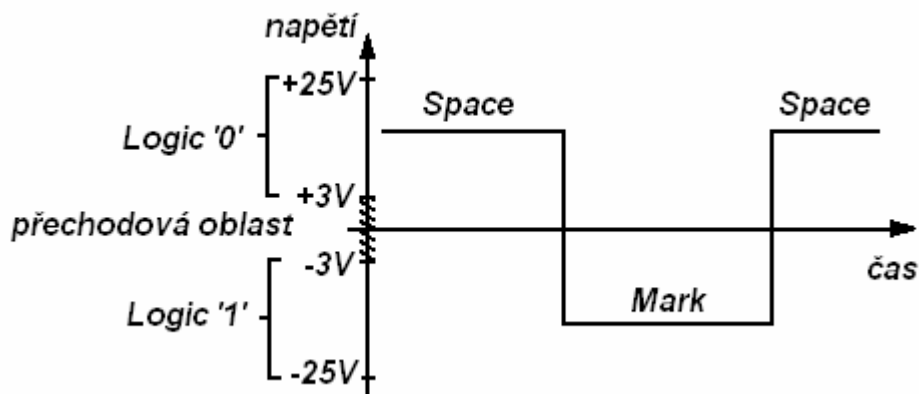 napětí
+25V
Space
Space
Logic '0'
+3V
přechodová oblast
-3V
čas
Mark
Logic '1'
-25V